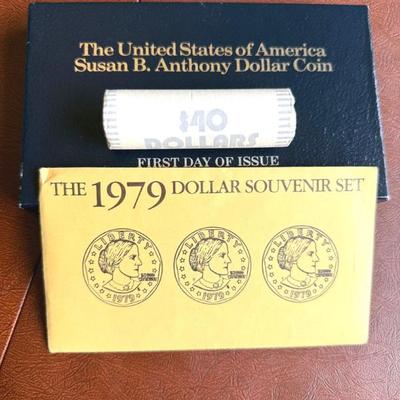 The United States of America
Susan B. Anthony Dollar Coin
$40
DOLLARS
FIRST DAY OF ISSUE
THE 1979 DOLLAR SOUVENIR SET
LIBERTY
1979
LIBERTY
1979
LIBERTY
1979